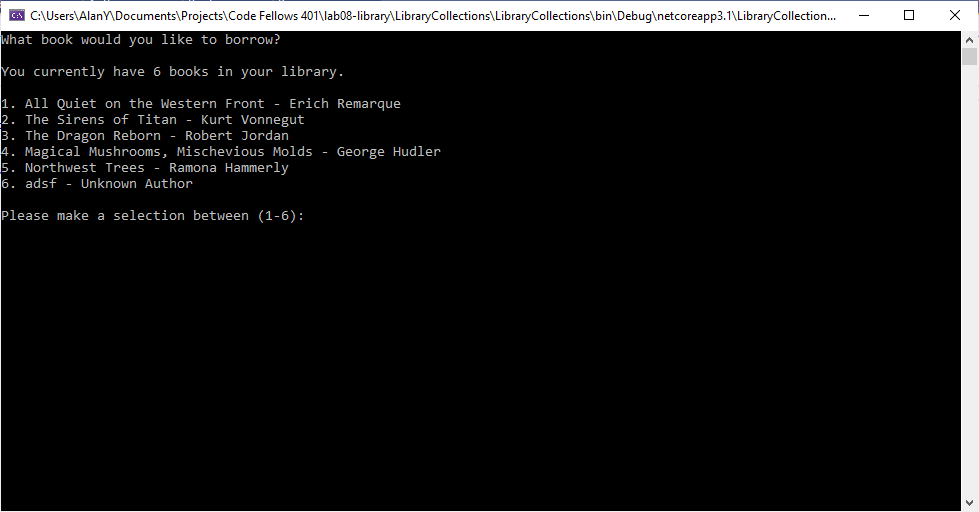 C:\Users\AlanY\Documents\Projects\Code Fellows 401\lab08-library\LibraryCollections\LibraryCollections\bin\Debug\netcoreapp3.1\LibraryCollection...
What book would you like to borrow?
You currently have 6 books in your library.
1. All Quiet on the Western Front - Erich Remarque
2. The Sirens of Titan - Kurt Vonnegut
3. The Dragon Reborn - Robert Jordan
4. Magical Mushrooms, Mischevious Molds - George Hudler
5. Northwest Trees - Ramona Hammerly
6. adsf - Unknown Author
Please make a selection between (1-6):